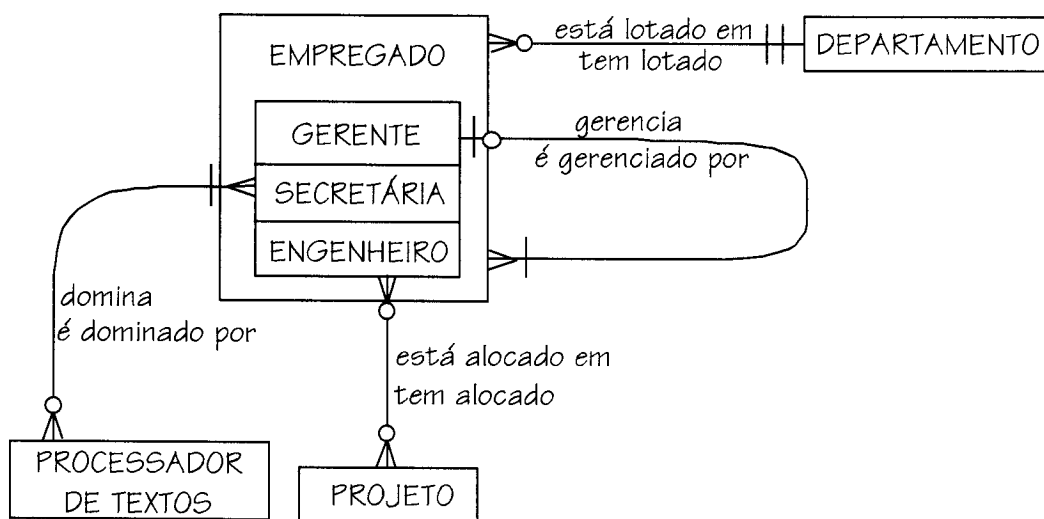 EMPREGADO
está lotado em
tem lotado
DEPARTAMENTO
GERENTE
gerencia
é gerenciado por
SECRETÁRIA
ENGENHEIRO
domina
é dominado por
está alocado em
tem alocado
PROCESSADOR
DE TEXTOS
PROJETO